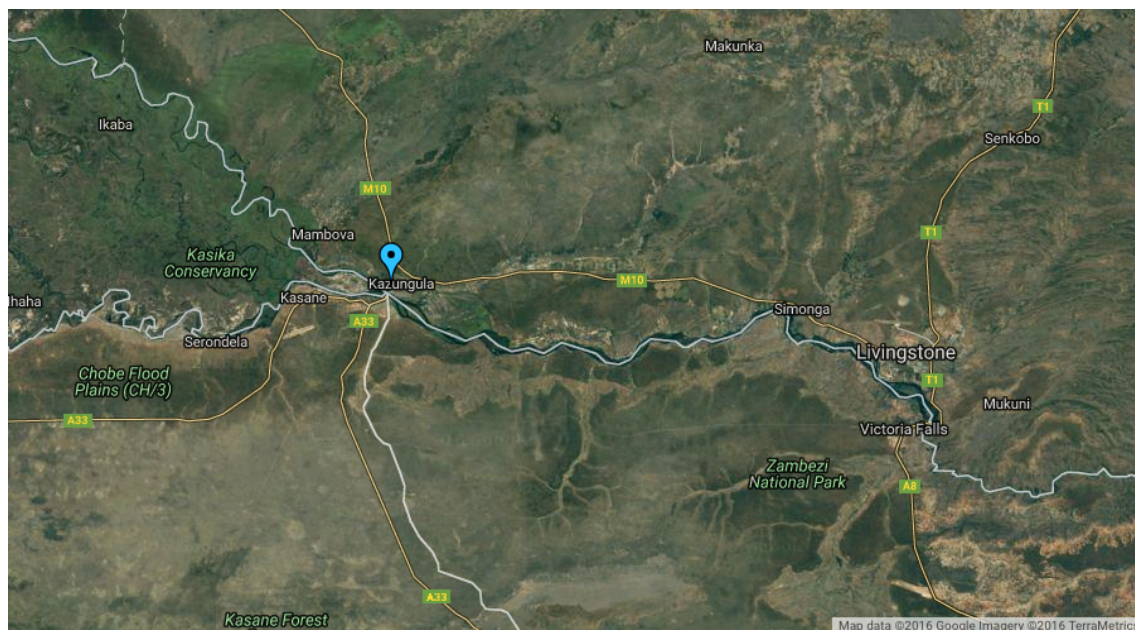 Makunka
T1
Ikaba
Senkobo
M10
T1
Mambova
Kasika
Conservancy
Kazungula
M10
Ihaha
Kasane
Simonga
A33
Serondela
Livingstone
Chobe Flood
Plains (CH/3)
T1
Mukuni
A33
Victoria Falls
Zambezi
National Park
A8
A33
Kasane Forest
Map data ©2016 Google Imagery ©2016 TerraMetrics